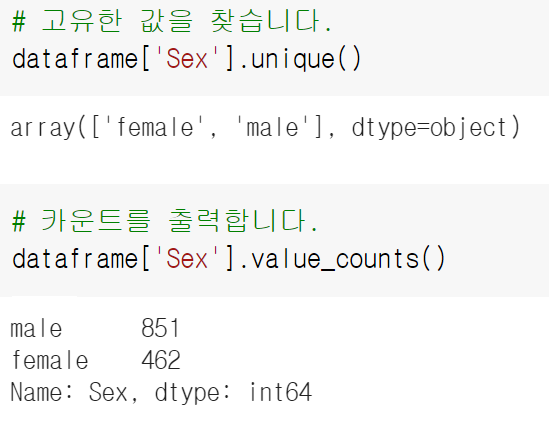 # 고유한 값을 찾습니다.
dataframe['Sex'].unique()
array(['female', 'male'], dtype=object)
# 카운트를 출력합니다.
dataframe['Sex'].value_counts()
male      851
female    462
Name: Sex, dtype: int64